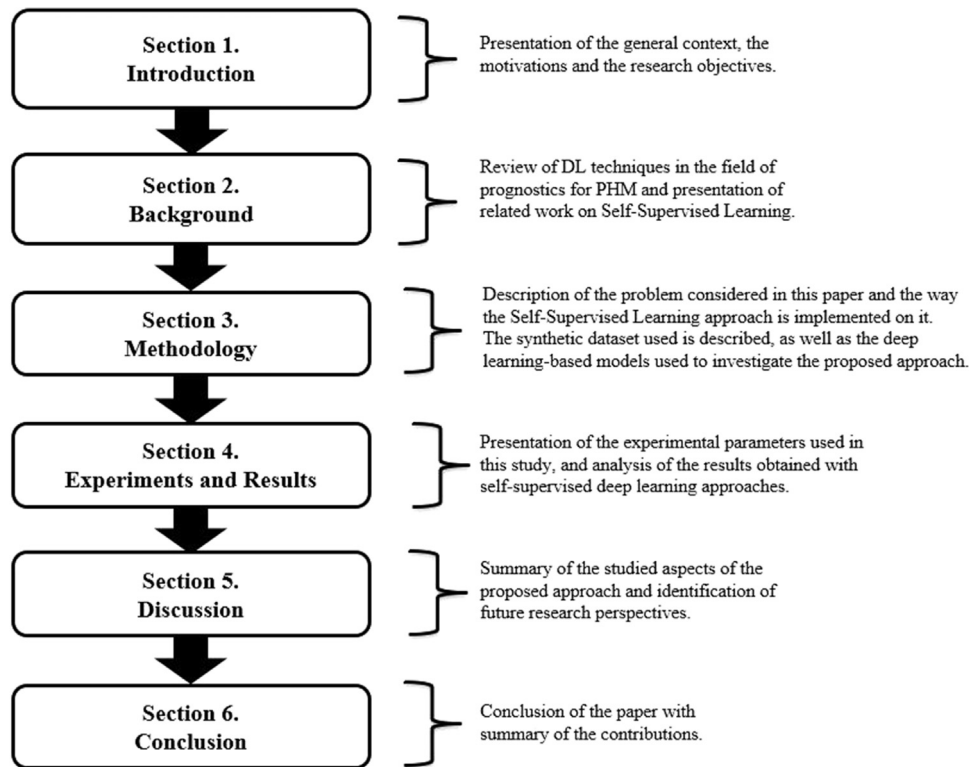 Section 1.
Introduction
Presentation of the general context, the
motivations and the research objectives.
Section 2.
Background
Review of DL techniques in the field of
prognostics for PHM and presentation of
related work on Self-Supervised Learning.
Section 3.
Methodology
Description of the problem considered in this paper and the way
the Self-Supervised Learning approach is implemented on it.
The synthetic dataset used is described, as well as the deep
learning-based models used to investigate the proposed approach.
Section 4.
Experiments and Results
Presentation of the experimental parameters used in
this study, and analysis of the results obtained with
self-supervised deep learning approaches.
Section 5.
Discussion
Summary of the studied aspects of the
proposed approach and identification of
future research perspectives.
Section 6.
Conclusion
Conclusion of the paper with
summary of the contributions.